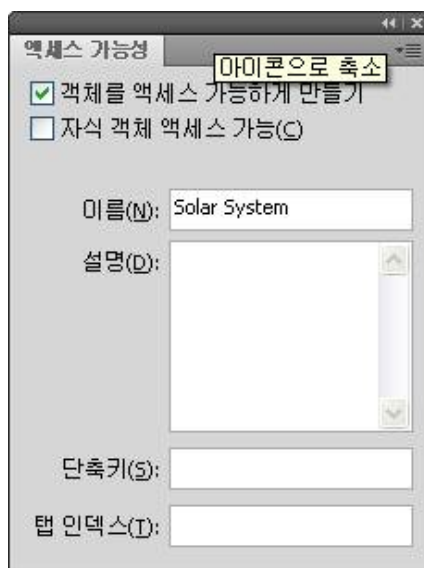 액세스 가능성
아이콘으로 축소
객체를 액세스 가능하게 만들기
자식 객체 액세스 가능(C)
이름(N): Solar System
설명(D):
단축키(S):
탭 인덱스(T):